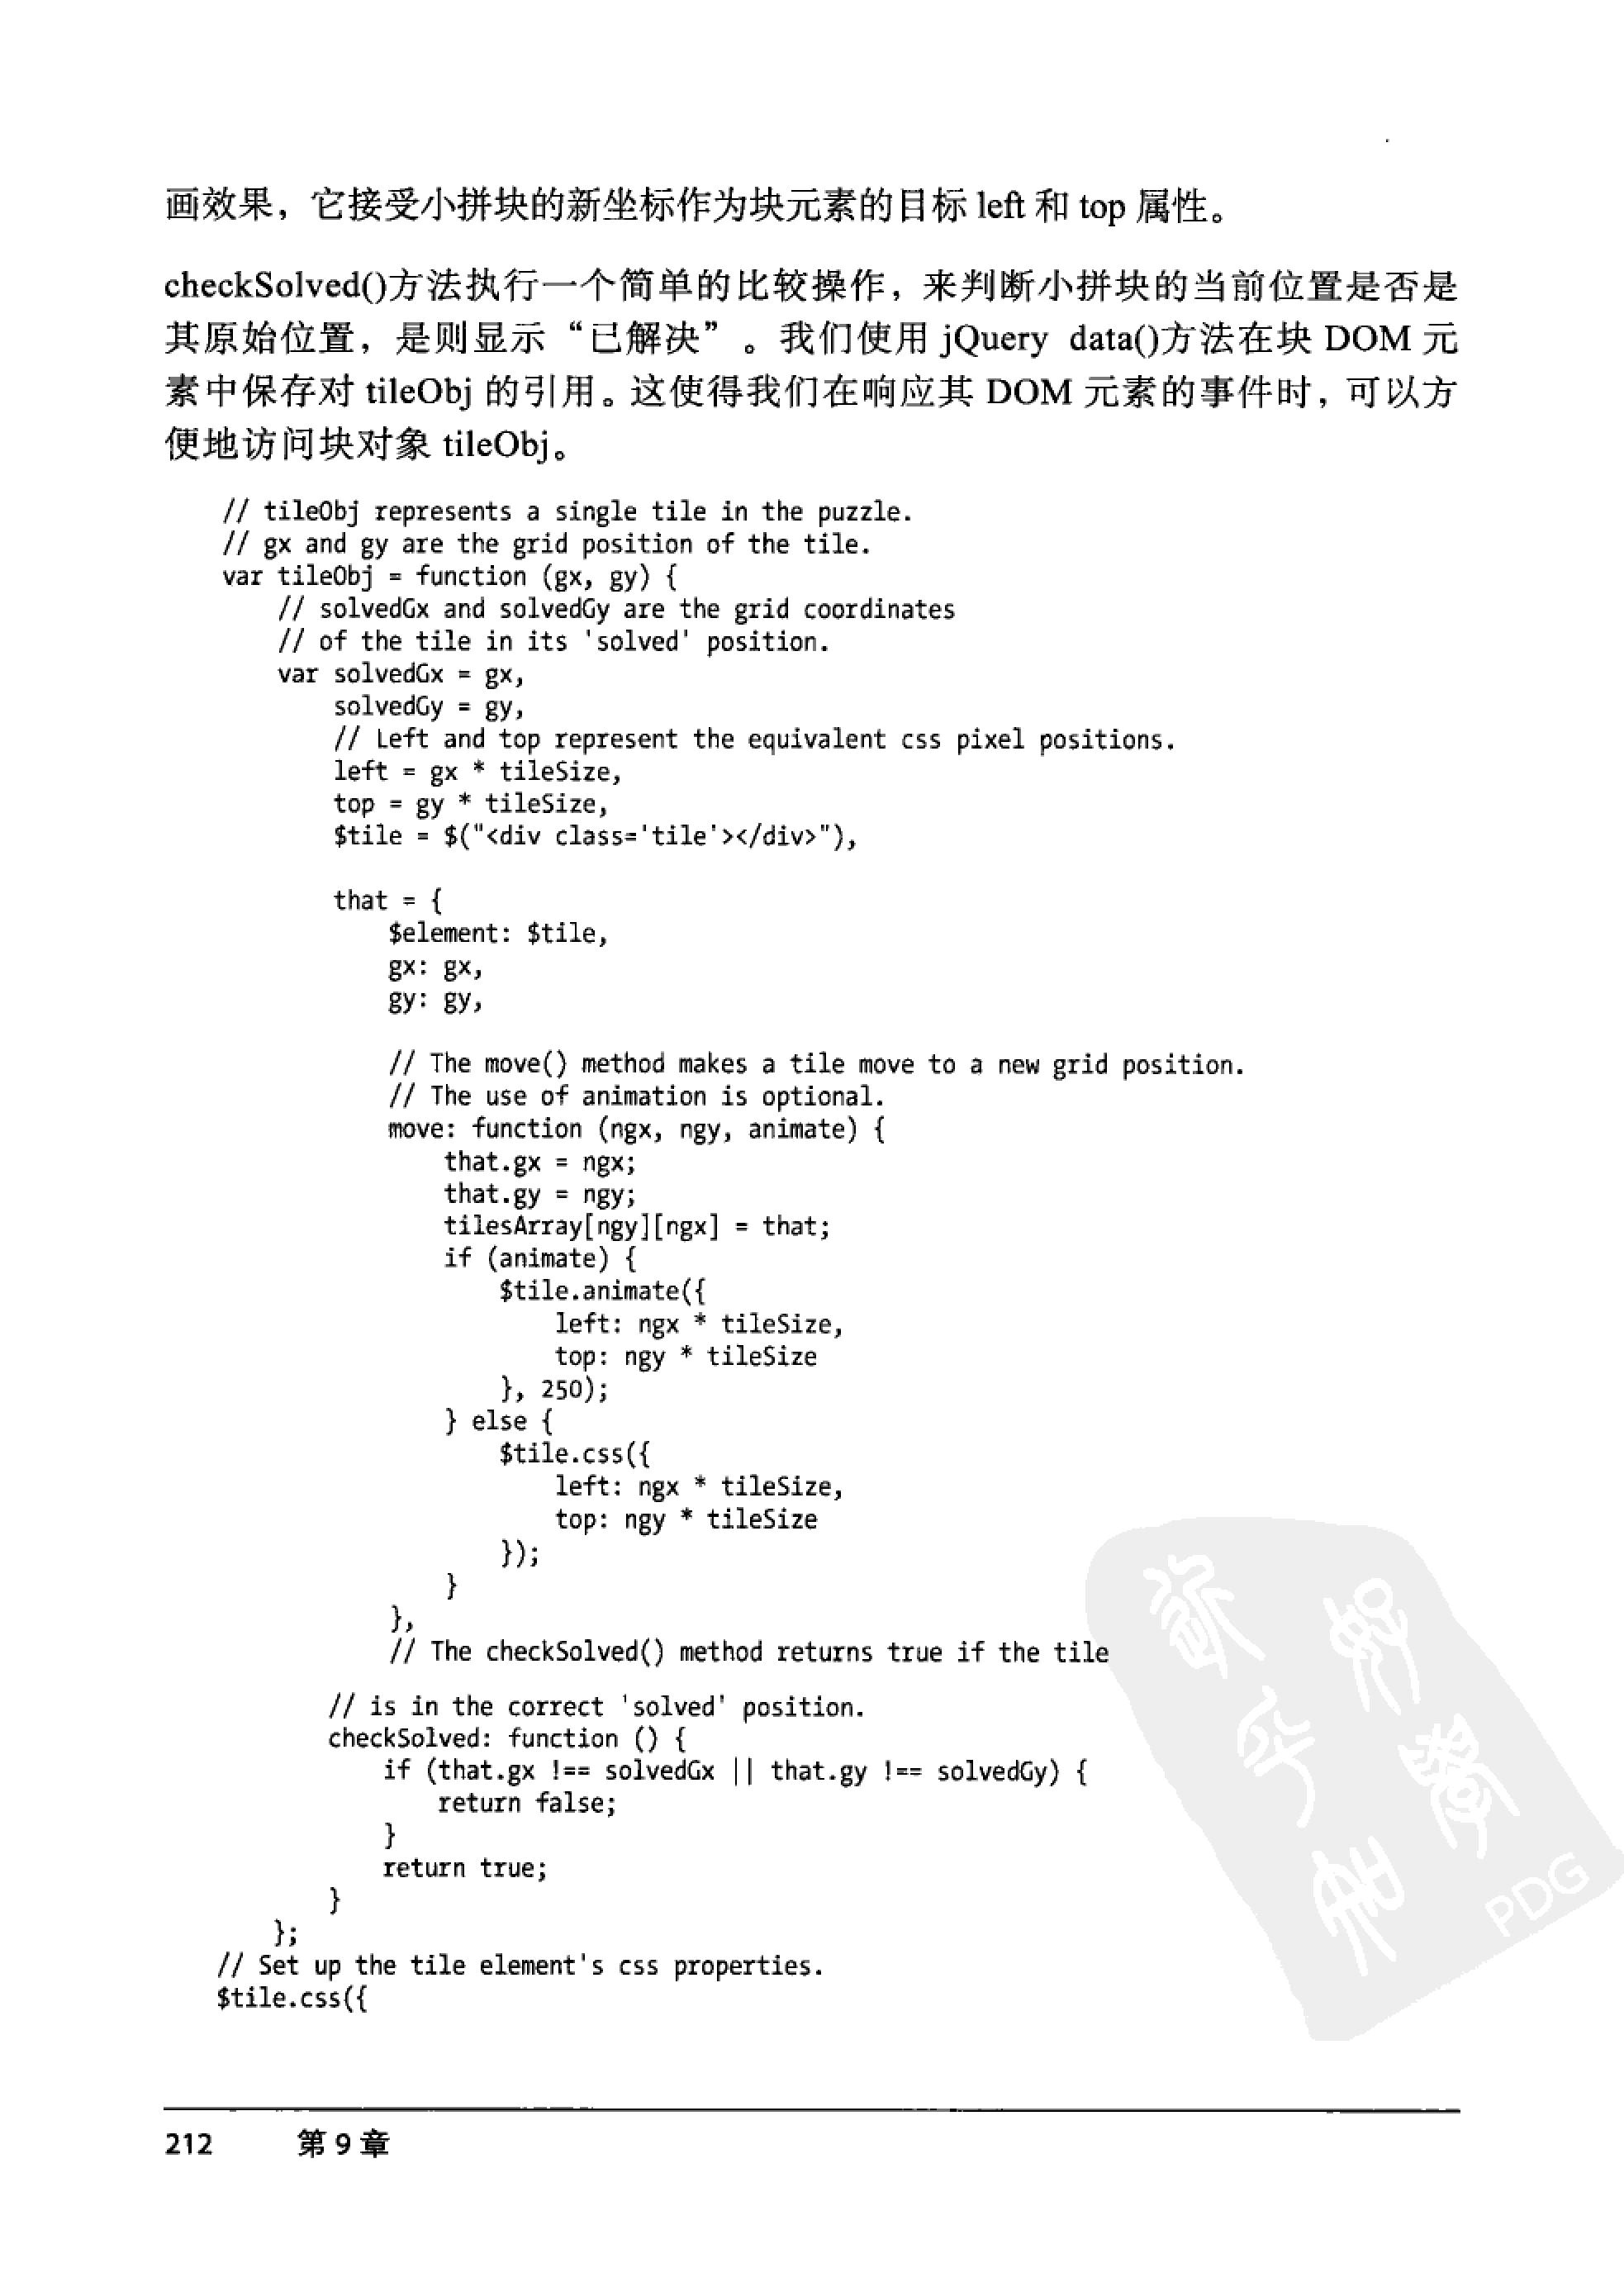 画效果，它接受小拼块的新坐标作为块元素的目标 left 和 top 属性。
checkSolved()方法执行一个简单的比较操作，来判断小拼块的当前位置是否是
其原始位置，是则显示“已解决”。我们使用 jQuery data()方法在块 DOM 元
素中保存对 tileObj 的引用。这使得我们在响应其 DOM 元素的事件时，可以方
便地访问块对象 tileObj。
// tileObj represents a single tile in the puzzle.
// gx and gy are the grid position of the tile.
var tileObj = function (gx, gy) {
// solvedGx and solvedGy are the grid coordinates
// of the tile in its 'solved' position.
var solvedGx = gx,
solvedGy = gy,
// Left and top represent the equivalent css pixel positions.
left = gx * tileSize,
top = gy * tileSize,
$tile = $("<div class='tile'></div>"),
that = {
$element: $tile,
gx: gx,
gy: gy,
// The move() method makes a tile move to a new grid position.
// The use of animation is optional.
move: function (ngx, ngy, animate) {
that.gx = ngx;
that.gy = ngy;
tilesArray[ngy][ngx] = that;
if (animate) {
$tile.animate({
left: ngx * tileSize,
top: ngy * tileSize
}, 250);
} else {
$tile.css({
left: ngx * tileSize,
top: ngy * tileSize
});
}
},
// The checkSolved() method returns true if the tile
// is in the correct 'solved' position.
checkSolved: function () {
if (that.gx !== solvedGx || that.gy !== solvedGy) {
return false;
}
return true;
}
};
// Set up the tile element's css properties.
$tile.css({
PDG
212 第 9 章